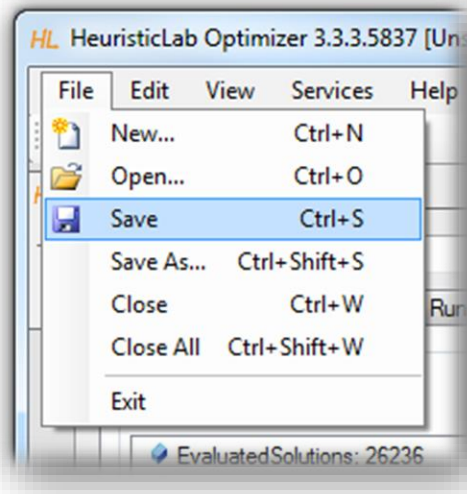 HL HeuristicLab Optimizer 3.3.3.5837 [Uns
File Edit View Services Help
New... Ctrl+N
Open... Ctrl+O
Save Ctrl+S
Save As... Ctrl+Shift+S
Close Ctrl+W
Run
Close All Ctrl+Shift+W
Exit
EvaluatedSolutions: 26236